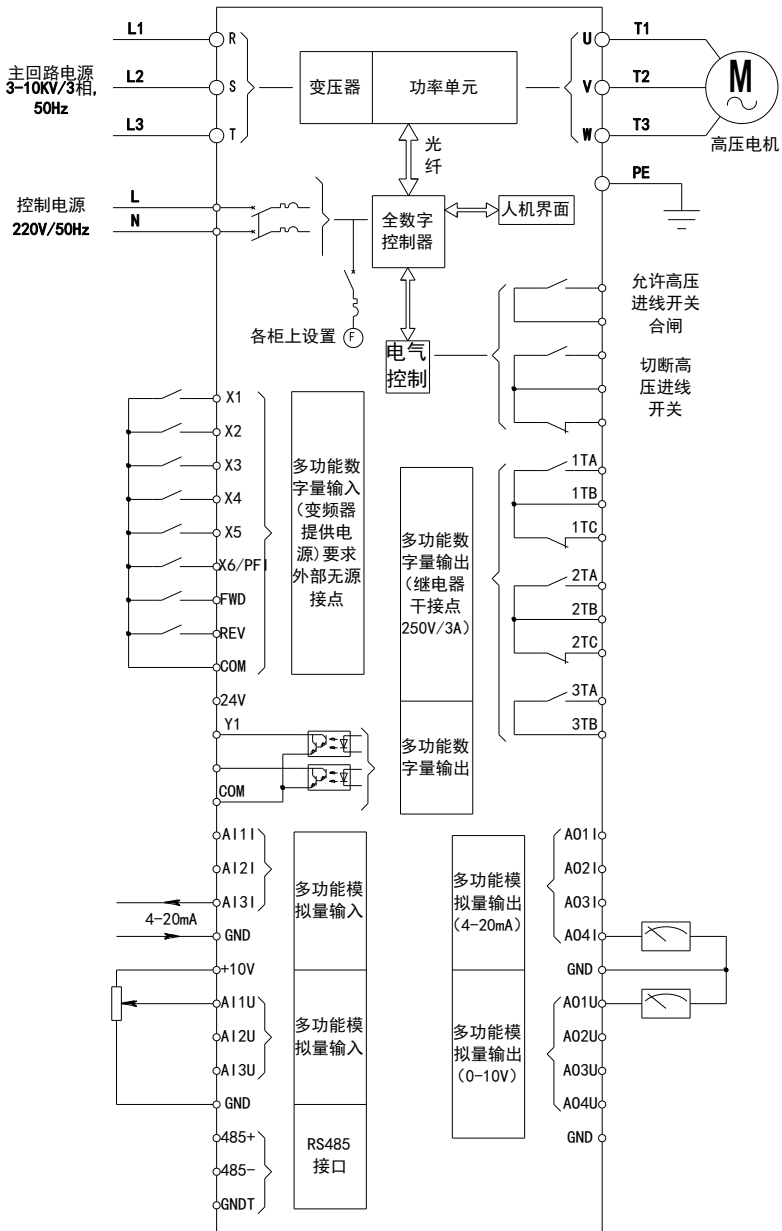 L1
R
主回路电源
3-10KV/3相,
50Hz
L2
S
L3
T
变压器
功率单元
U
T1
V
T2
W
T3
M
高压电机
PE
光
纤
控制电源
220V/50Hz
L
N
全数字
控制器
人机界面
各柜上设置
F
电气
控制
允许高压
进线开关
合闸
切断高
压进线
开关
X1
X2
X3
X4
X5
X6/PFI
FWD
REV
COM
24V
Y1
COM
多功能数
字量输入
(变频器
提供电
源)要求
外部无源
接点
多功能数
字量输出
(继电器
干接点
250V/3A)
多功能数
字量输出
1TA
1TB
1TC
2TA
2TB
2TC
3TA
3TB
AI1I
AI2I
AI3I
4-20mA
GND
+10V
AI1U
AI2U
AI3U
GND
485+
485-
GNDT
多功能模
拟量输入
多功能模
拟量输入
RS485
接口
多功能模
拟量输出
(4-20mA)
多功能模
拟量输出
(0-10V)
AO1I
AO2I
AO3I
AO4I
GND
AO1U
AO2U
AO3U
AO4U
GND